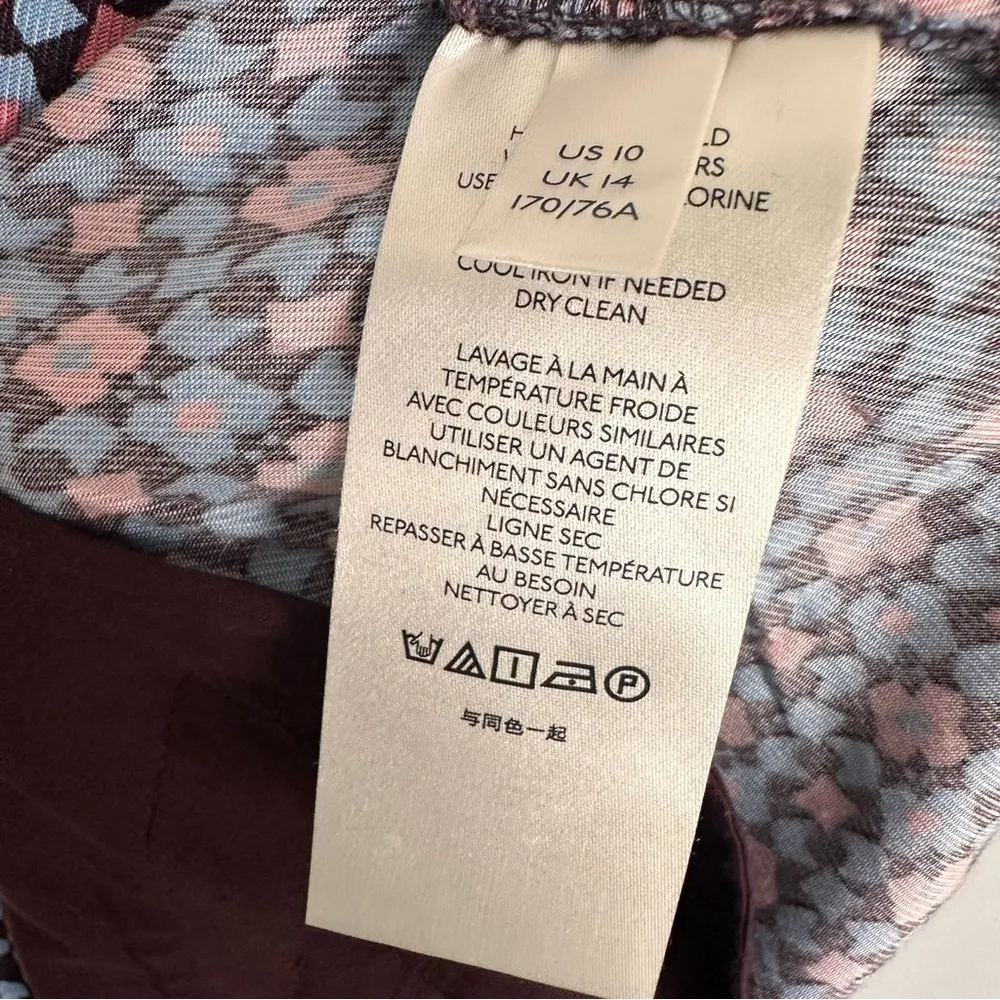 US 10
UK 14
170/76A
USE
COOL IRON IF NEEDED
DRY CLEAN
LAVAGE À LA MAIN À
TEMPÉRATURE FROIDE
AVEC COULEURS SIMILAIRES
UTILISER UN AGENT DE
BLANCHIMENT SANS CHLORE SI
NÉCESSAIRE
LIGNE SEC
REPASSER À BASSE TEMPÉRATURE
AU BESOIN
NETTOYER À SEC
P
与同色一起